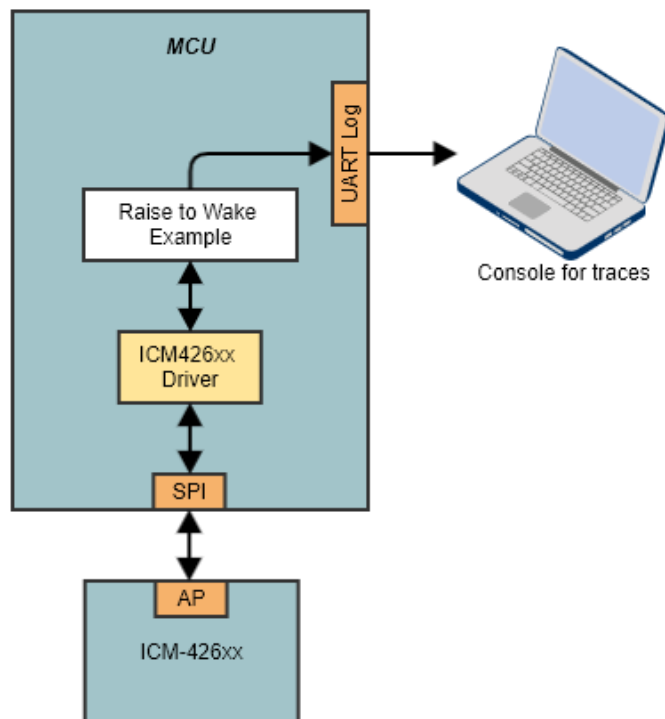 MCU
UART Log
Raise to Wake
Example
Console for traces
ICM426xx
Driver
SPI
AP
ICM-426xx